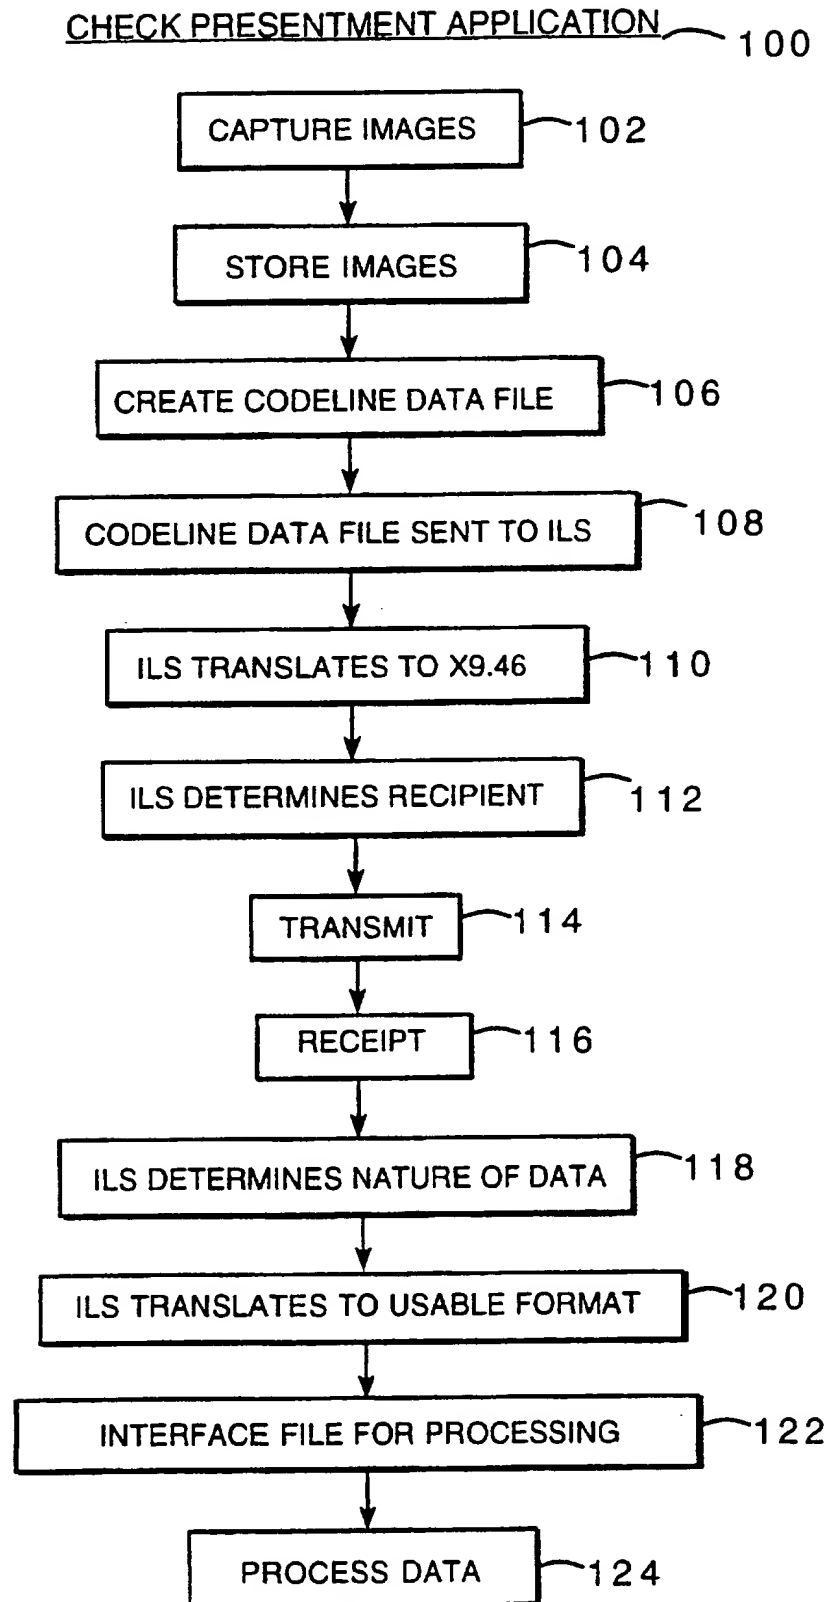 CHECK PRESENTMENT APPLICATION 100
CAPTURE IMAGES 102
STORE IMAGES 104
CREATE CODELINE DATA FILE 106
CODELINE DATA FILE SENT TO ILS 108
ILS TRANSLATES TO X9.46 110
ILS DETERMINES RECIPIENT 112
TRANSMIT 114
RECEIPT 116
ILS DETERMINES NATURE OF DATA 118
ILS TRANSLATES TO USABLE FORMAT 120
INTERFACE FILE FOR PROCESSING 122
PROCESS DATA 124